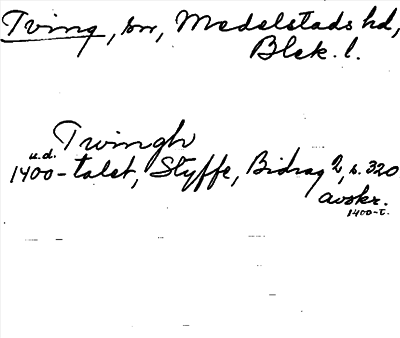 Tving, sn, Medelstads hd,
Blek. l.
Twingh
u.d.
1400-talet, Styffe, Bidrag 2, s. 320
avskr.
1400-t.